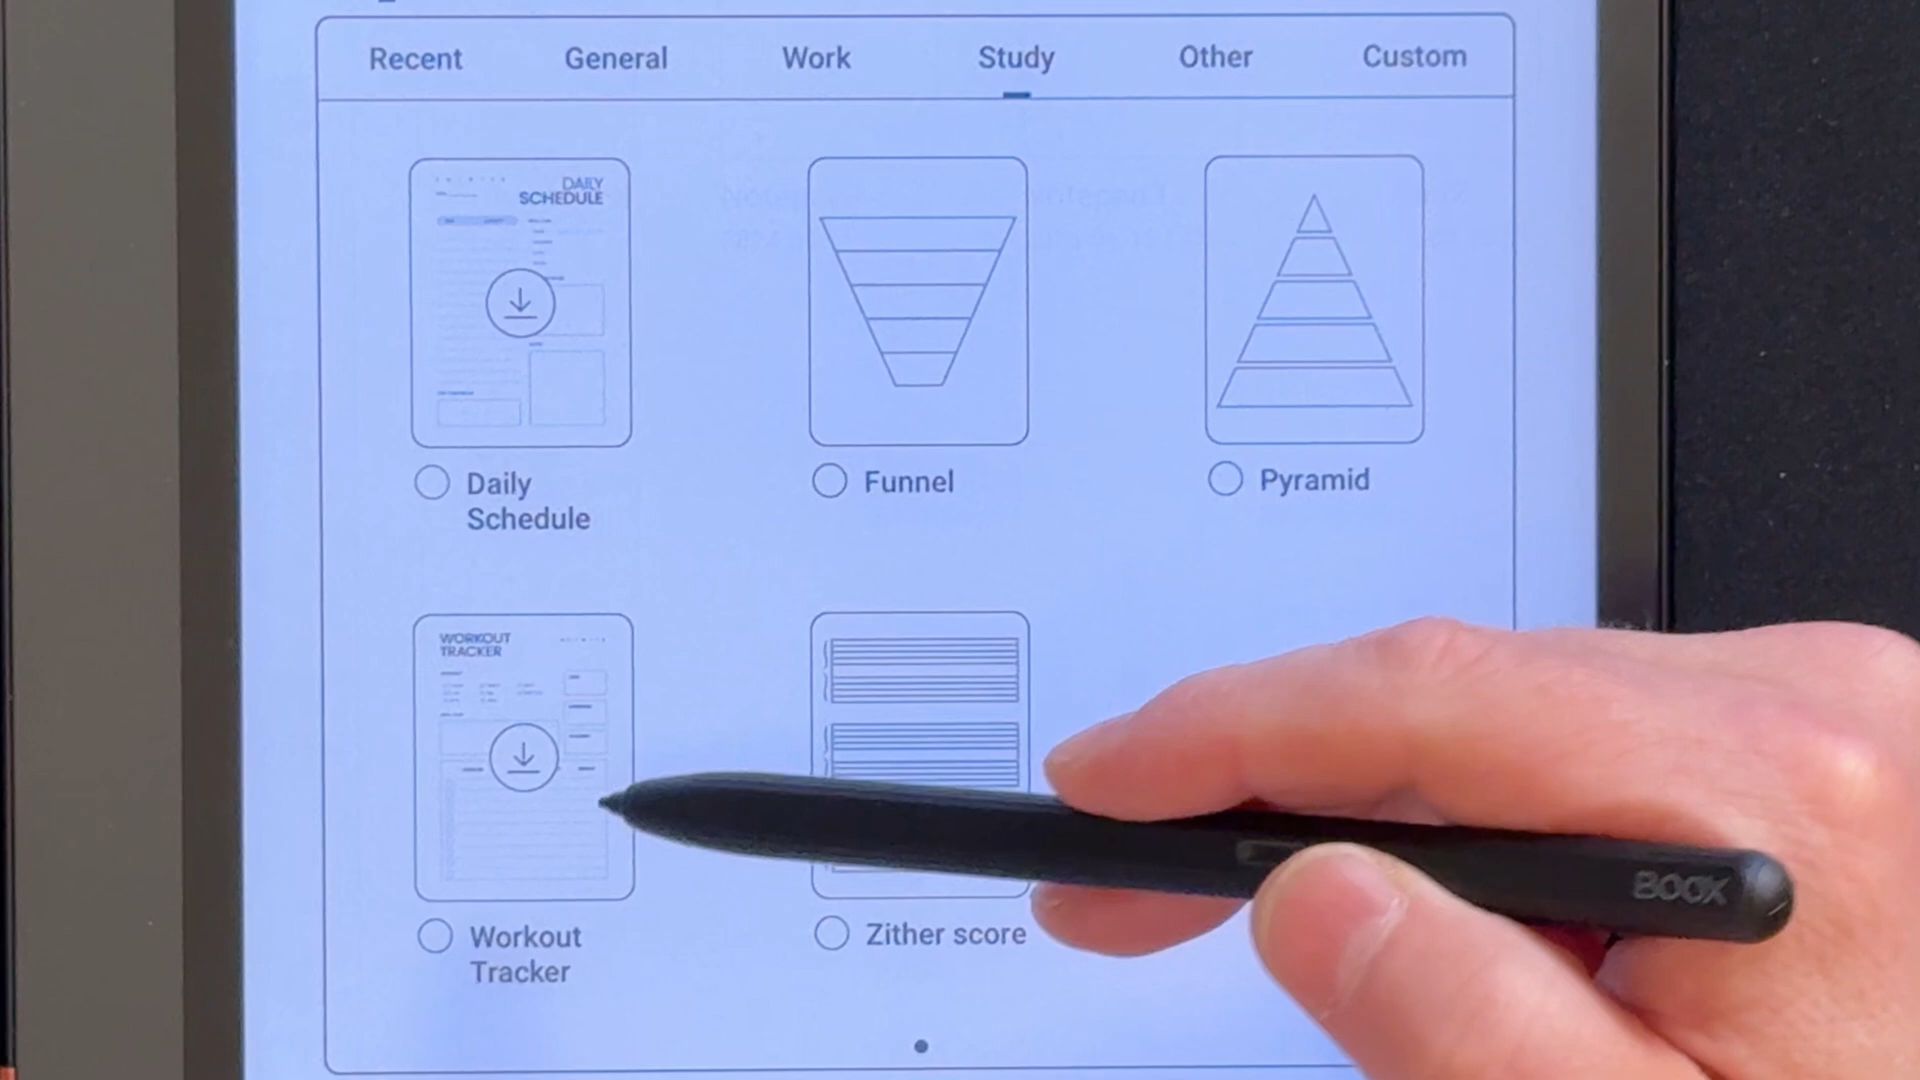 Recent General Work Study Other Custom
DAILY
SCHEDULE
Daily
Schedule
Funnel
Pyramid
WORKOUT
TRACKER
Workout
Tracker
Zither score
BOOX